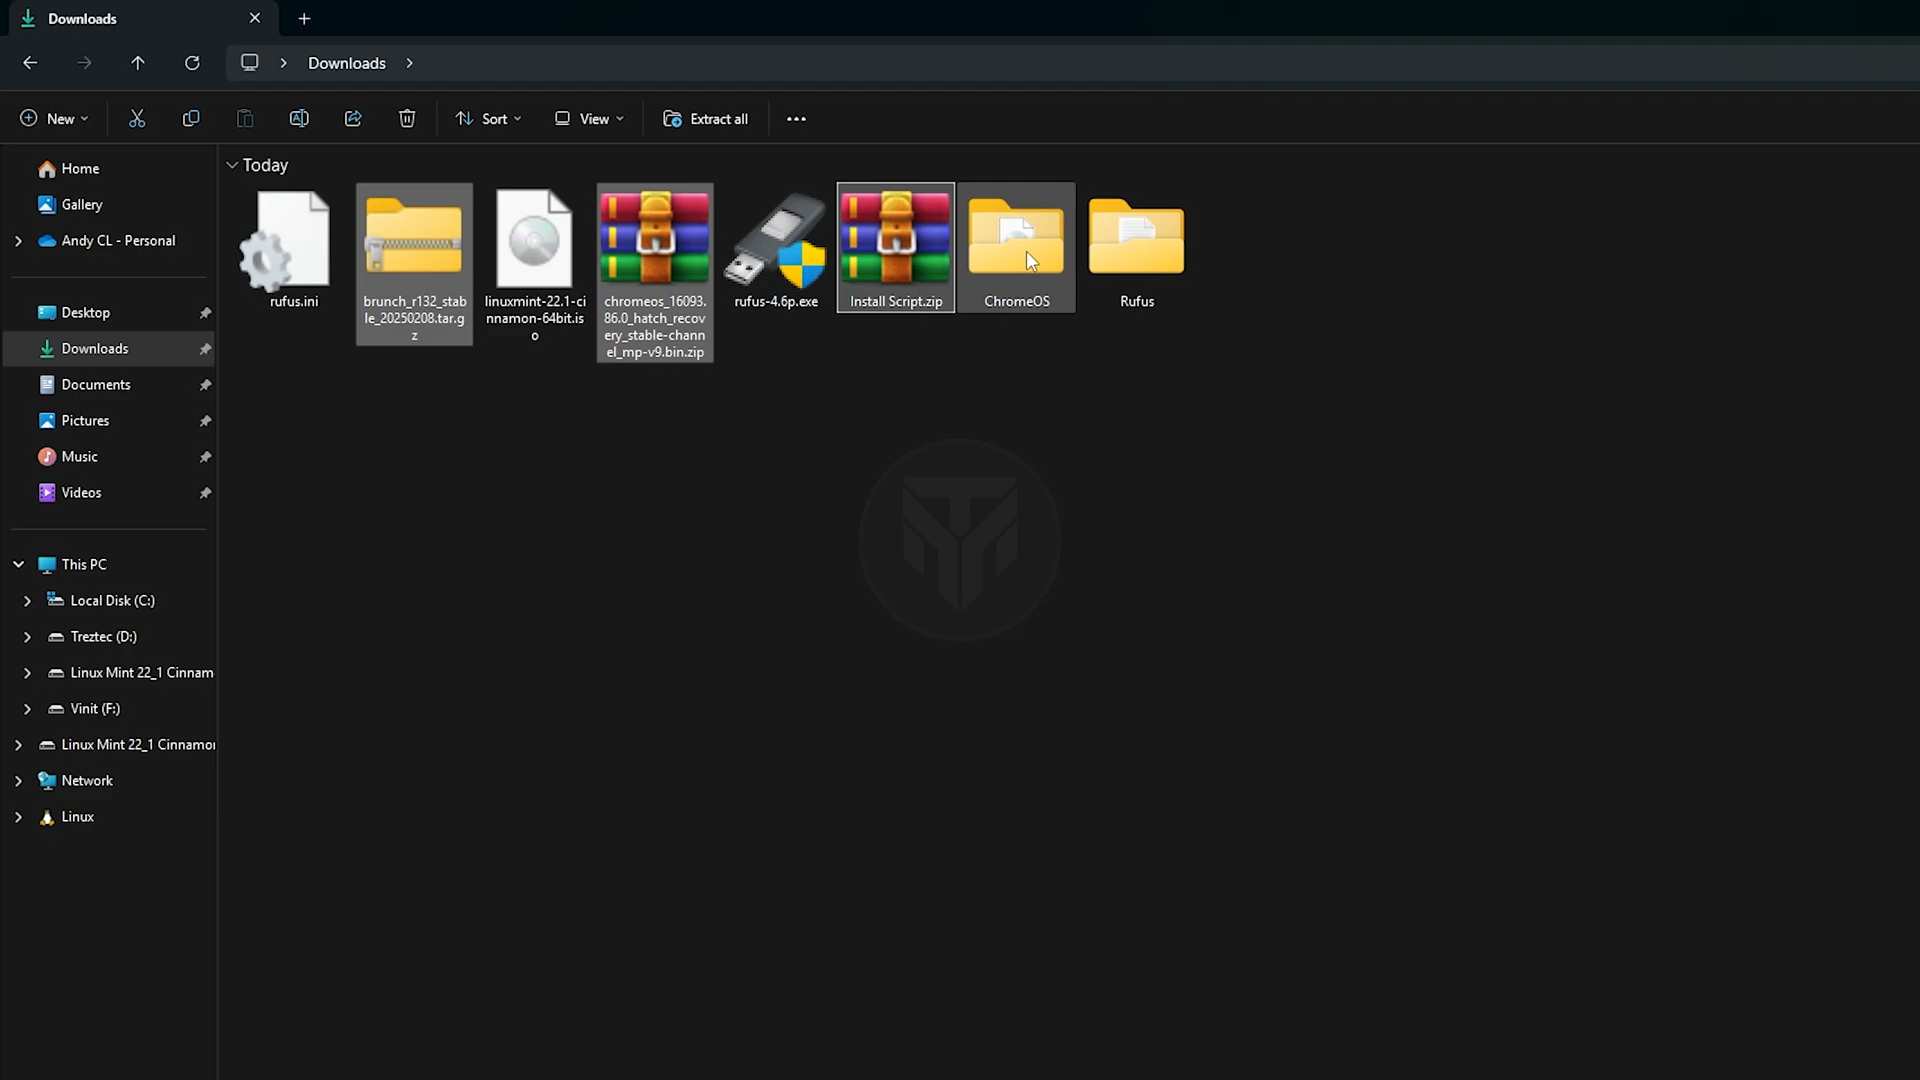 Downloads
Downloads
New
Sort
View
Extract all
Home
Gallery
Andy CL - Personal
Desktop
Downloads
Documents
Pictures
Music
Videos
This PC
Local Disk (C:)
Treztec (D:)
Linux Mint 22_1 Cinnam
Vinit (F:)
Linux Mint 22_1 Cinnamon
Network
Linux
Today
rufus.ini
brunch_r132_stab
le_20250208.tar.g
z
linuxmint-22.1-ci
nnamon-64bit.is
o
chromeos_16093.
86.0_hatch_recov
ery_stable-chann
el_mp-v9.bin.zip
rufus-4.6p.exe
Install Script.zip
ChromeOS
Rufus